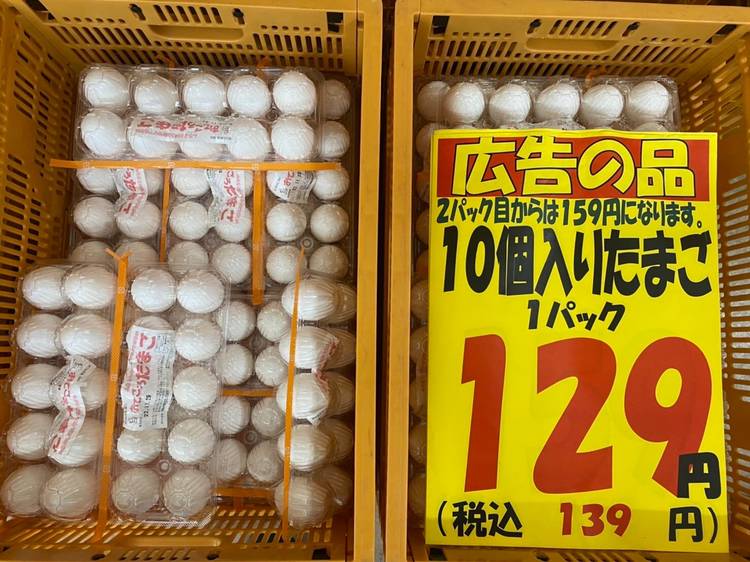 広告の品
2パック目からは159円になります。
10個入りたまご
1パック
129円
(税込 139 円)